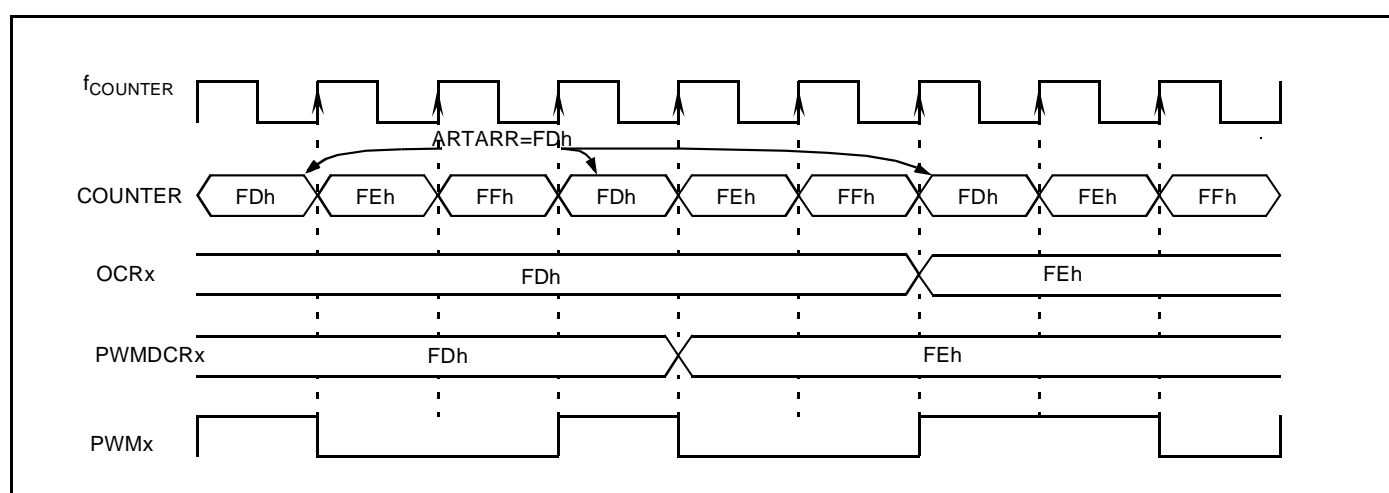 fCOUNTER
ARTARR=FDh
COUNTER FDh FEh FFh FDh FEh FFh FDh FEh FFh
OCRx FDh FEh
PWMDCRx FDh FEh
PWMx